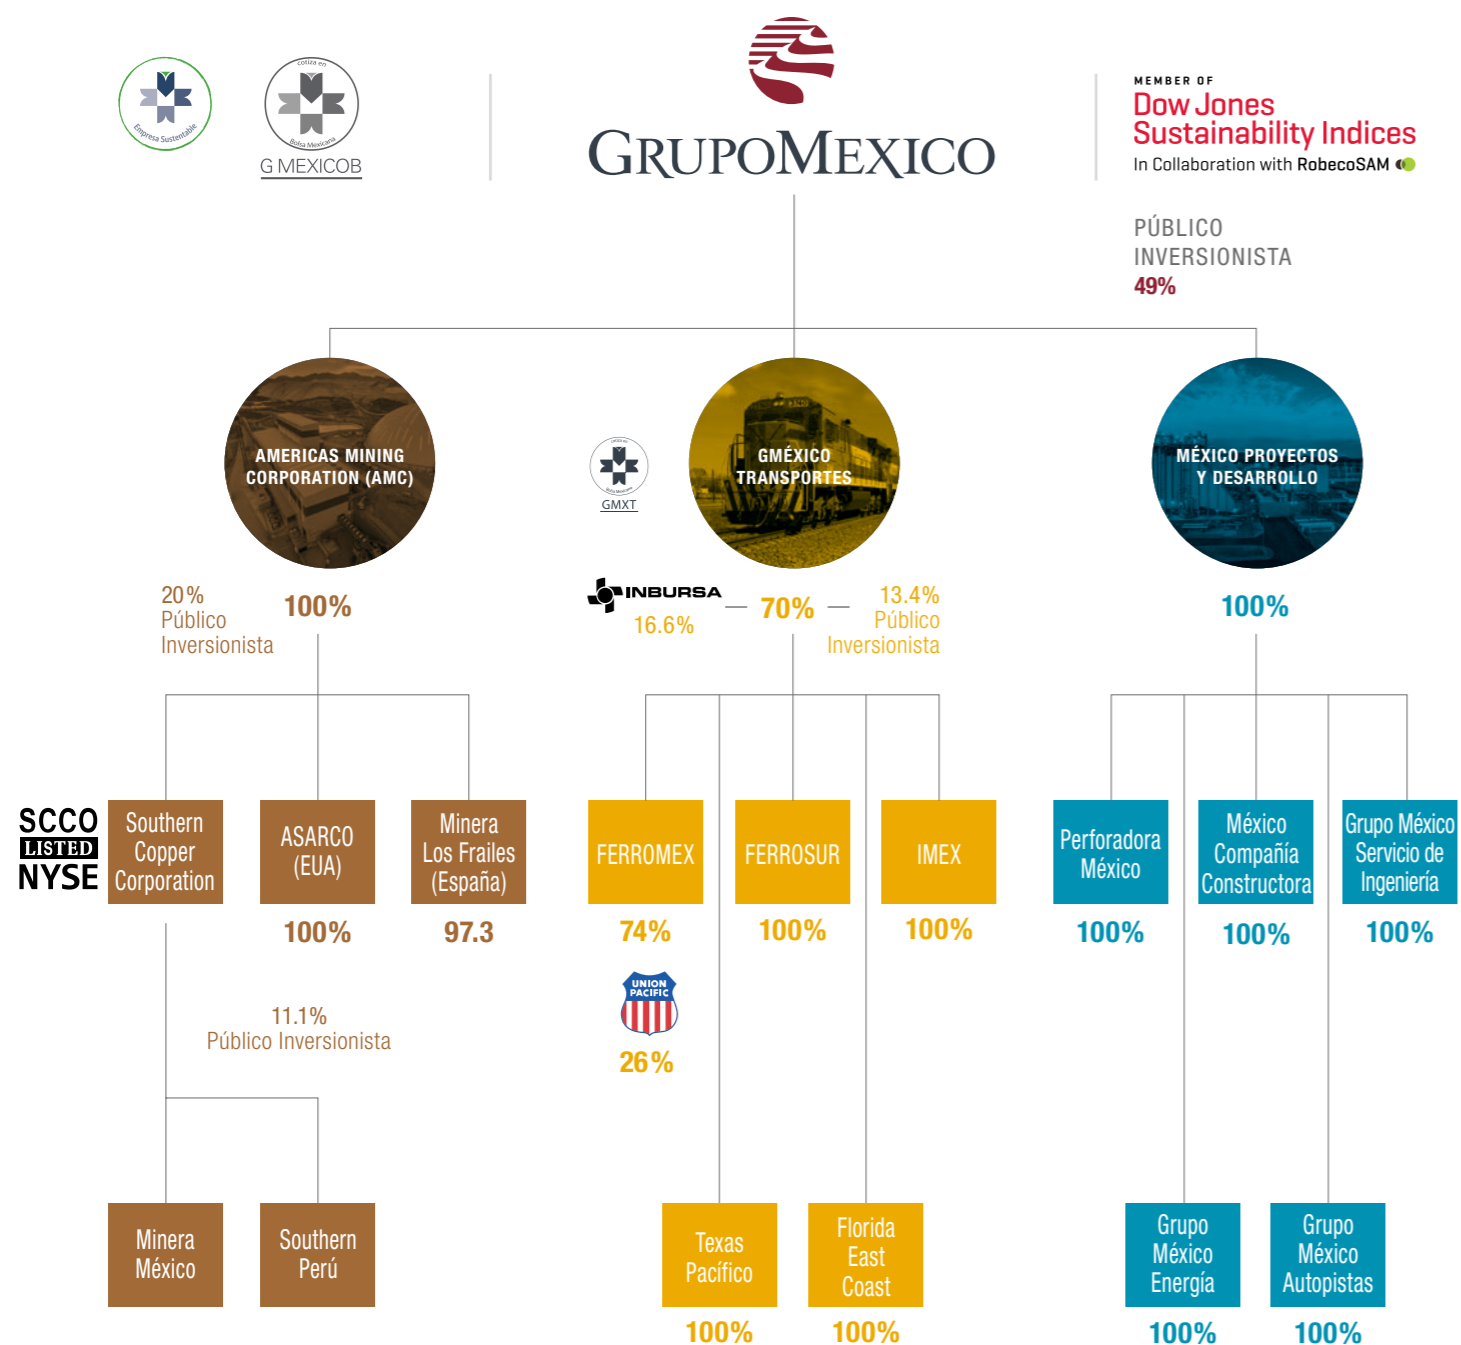 Empresa Sustentable
cotiza en
Bolsa Mexicana
G MEXICOB
GRUPOMEXICO
MEMBER OF
Dow Jones
Sustainability Indices
In Collaboration with RobecoSAM
PÚBLICO
INVERSIONISTA
49%
AMERICAS MINING
CORPORATION (AMC)
cotiza en
Bolsa Mexicana
GMXT
GMÉXICO
TRANSPORTES
MÉXICO PROYECTOS
Y DESARROLLO
20%
Público
Inversionista
100%
INBURSA
16.6%
70%
13.4%
Público
Inversionista
100%
SCCO
LISTED
NYSE
Southern
Copper
Corporation
ASARCO
(EUA)
100%
Minera
Los Frailes
(España)
97.3
FERROMEX
74%
UNION
PACIFIC
26%
FERROSUR
100%
IMEX
100%
Perforadora
México
100%
México
Compañía
Constructora
100%
Grupo México
Servicio de
Ingeniería
100%
11.1%
Público Inversionista
Minera
México
Southern
Perú
Texas
Pacífico
100%
Florida
East
Coast
100%
Grupo
México
Energía
100%
Grupo
México
Autopistas
100%